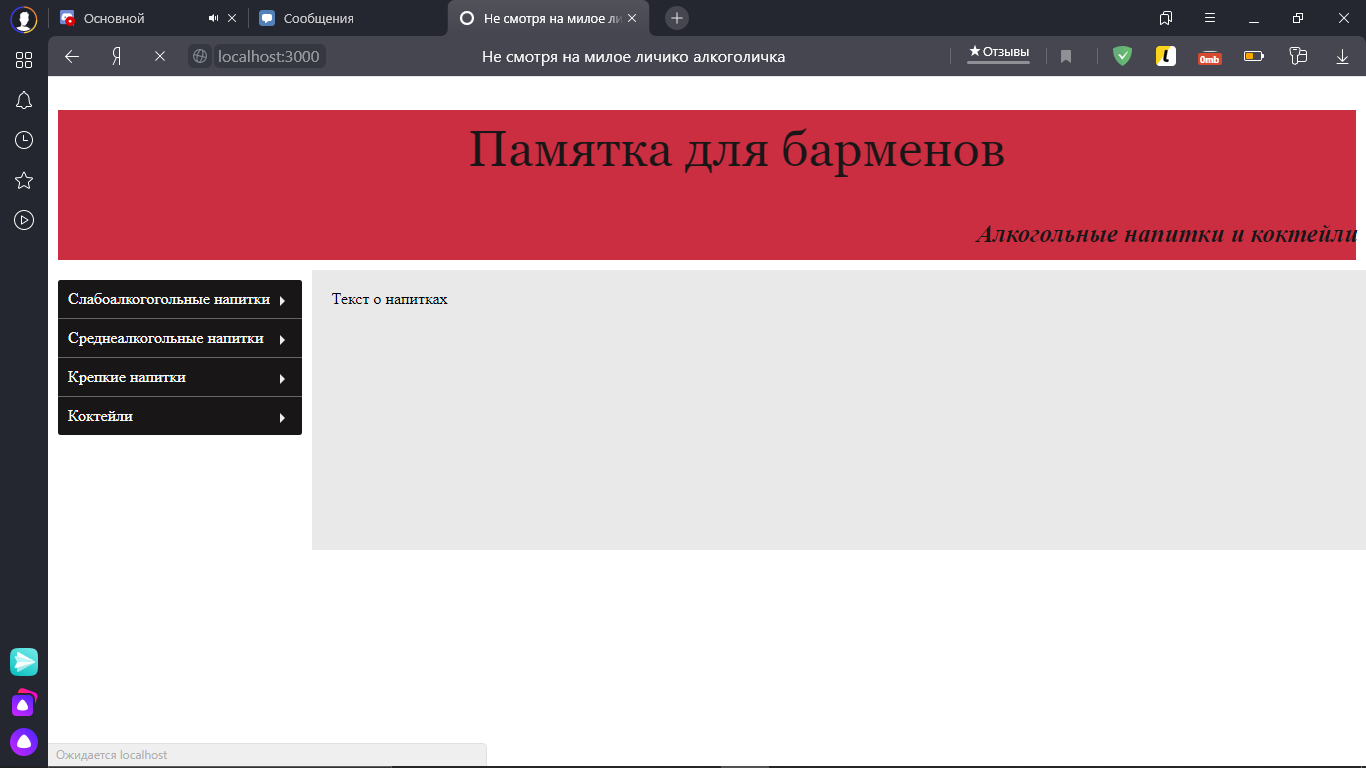 Основной
Сообщения
Не смотря на милое ли
Я
localhost:3000
Не смотря на милое личико алкоголичка
★ Отзывы
L
0mb
Памятка для барменов
Алкогольные напитки и коктейли
Слабоалкогогольные напитки
Среднеалкогольные напитки
Крепкие напитки
Коктейли
Текст о напитках
Ожидается localhost